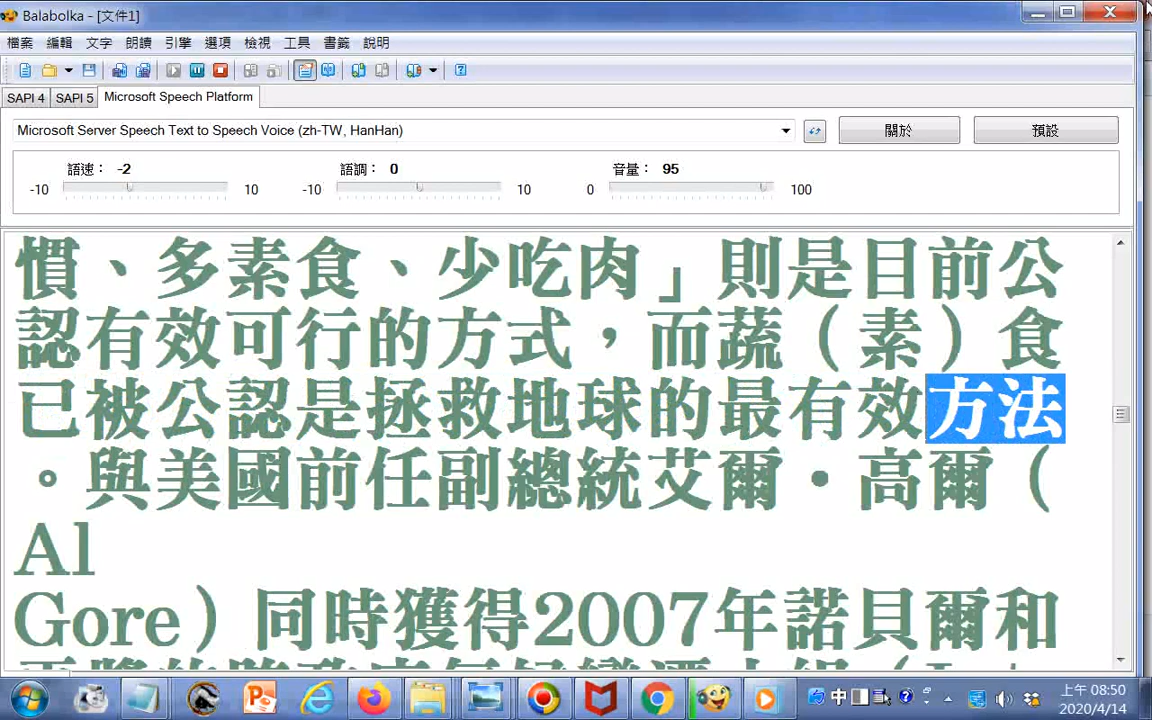 Balabolka - [文件1]
檔案 編輯 文字 朗讀 引擎 選項 檢視 工具 書籤 說明
SAPI 4 SAPI 5 Microsoft Speech Platform
Microsoft Server Speech Text to Speech Voice (zh-TW, HanHan) 關於 預設
語速： -2 語調： 0 音量： 95
-10 10 -10 10 0 100
慣、多素食、少吃肉」則是目前公
認有效可行的方式，而蔬（素）食
已被公認是拯救地球的最有效方法
。與美國前任副總統艾爾‧高爾（
Al
Gore）同時獲得2007年諾貝爾和
中 上午 08:50
2020/4/14